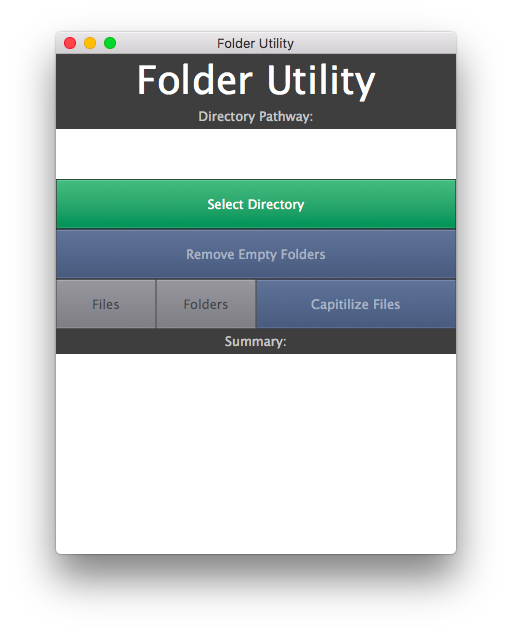 Folder Utility
Folder Utility
Directory Pathway:
Select Directory
Remove Empty Folders
Files Folders Capitilize Files
Summary: